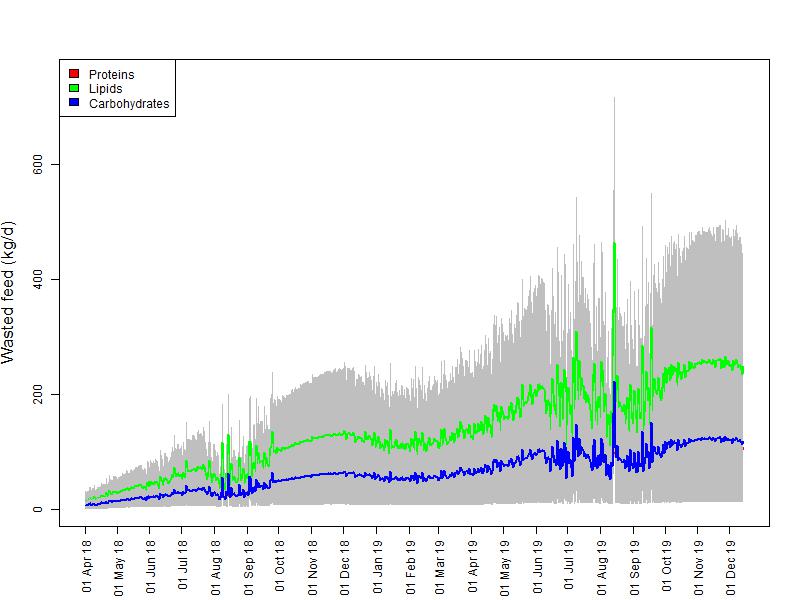 Proteins
Lipids
Carbohydrates
Wasted feed (kg/d)
600
400
200
0
01 Apr 18
01 May 18
01 Jun 18
01 Jul 18
01 Aug 18
01 Sep 18
01 Oct 18
01 Nov 18
01 Dec 18
01 Jan 19
01 Feb 19
01 Mar 19
01 Apr 19
01 May 19
01 Jun 19
01 Jul 19
01 Aug 19
01 Sep 19
01 Oct 19
01 Nov 19
01 Dec 19